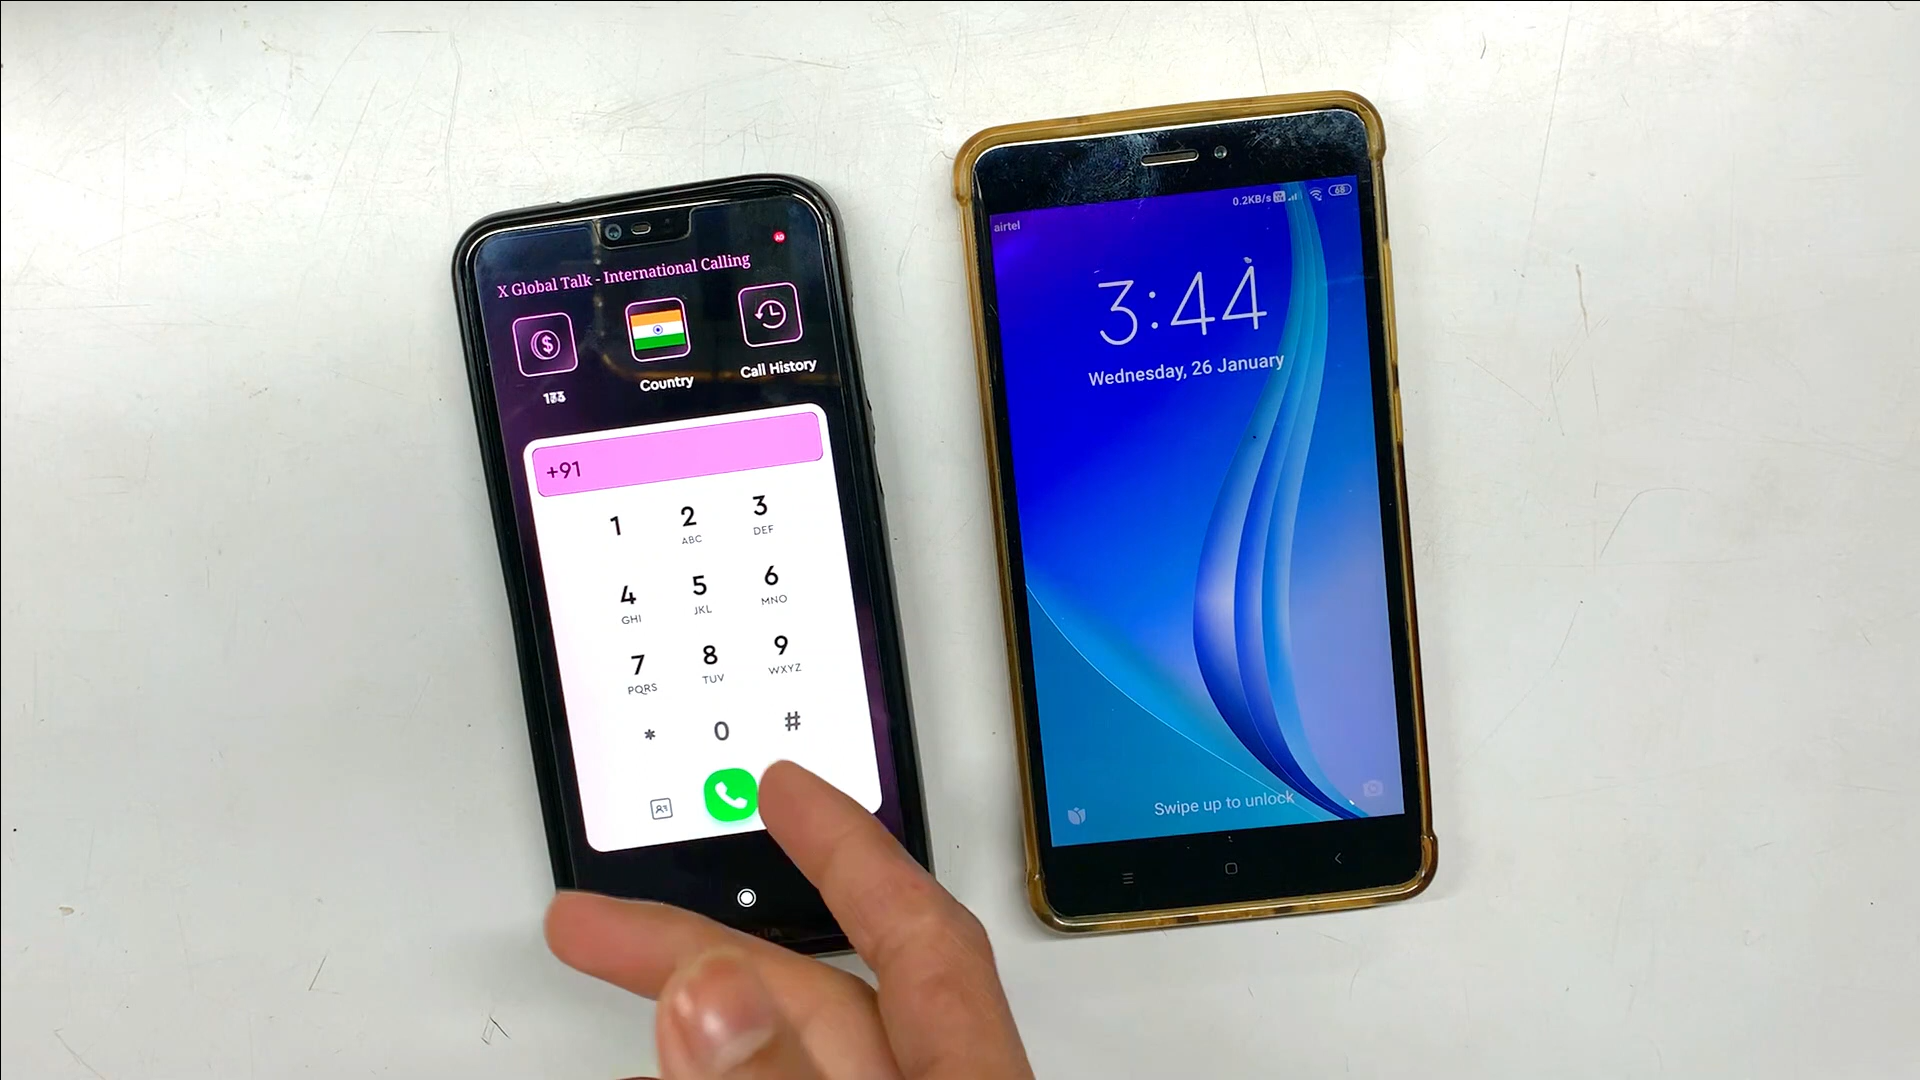 X Global Talk - International Calling
$
Country
Call History
+91
1
2
ABC
3
DEF
4
GHI
5
JKL
6
MNO
7
PQRS
8
TUV
9
WXYZ
*
0
#
airtel
0.2KB/s
68
3:44
Wednesday, 26 January
Swipe up to unlock